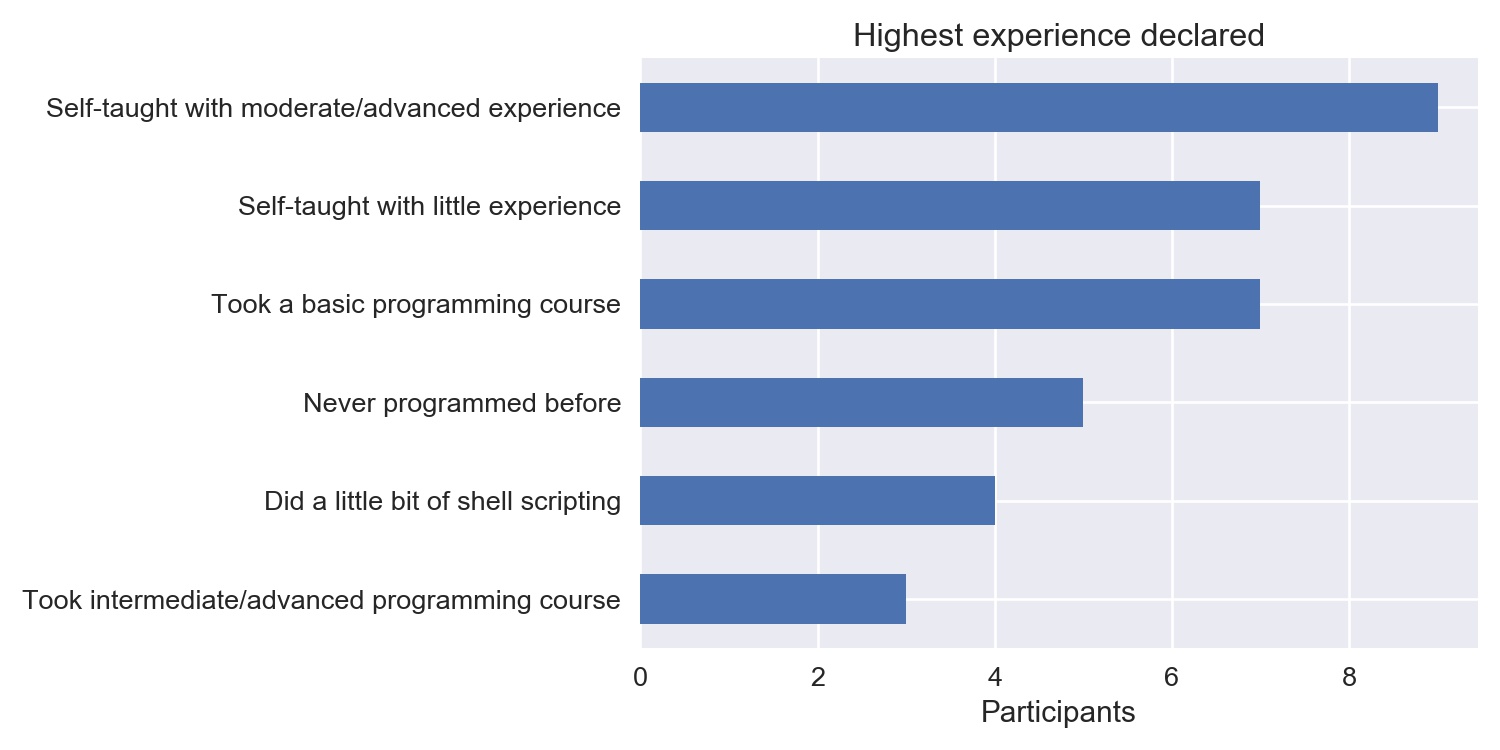 Highest experience declared
Self-taught with moderate/advanced experience
Self-taught with little experience
Took a basic programming course
Never programmed before
Did a little bit of shell scripting
Took intermediate/advanced programming course
0 2 4 6 8
Participants